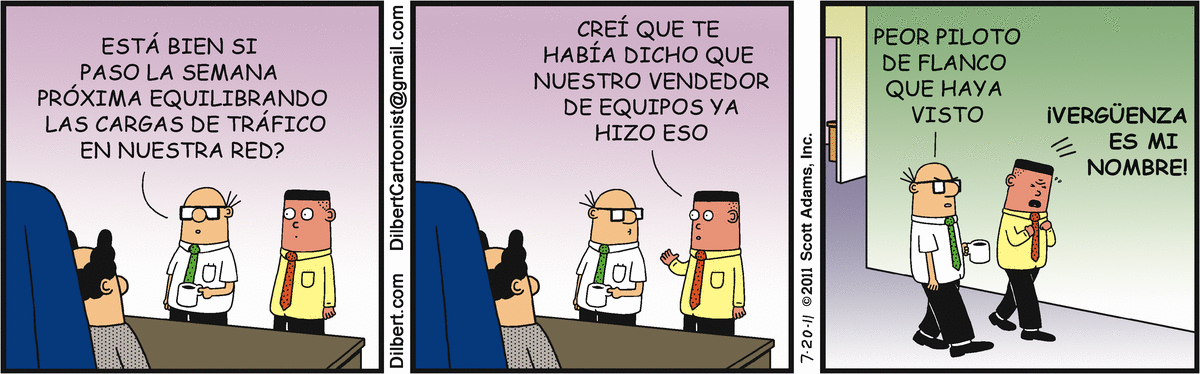 ESTÁ BIEN SI
PASO LA SEMANA
PRÓXIMA EQUILIBRANDO
LAS CARGAS DE TRÁFICO
EN NUESTRA RED?
Dilbert.com DilbertCartoonist@gmail.com
CREÍ QUE TE
HABÍA DICHO QUE
NUESTRO VENDEDOR
DE EQUIPOS YA
HIZO ESO
7-20-11 ©2011 Scott Adams, Inc.
PEOR PILOTO
DE FLANCO
QUE HAYA
VISTO
¡VERGÜENZA
ES MI
NOMBRE!